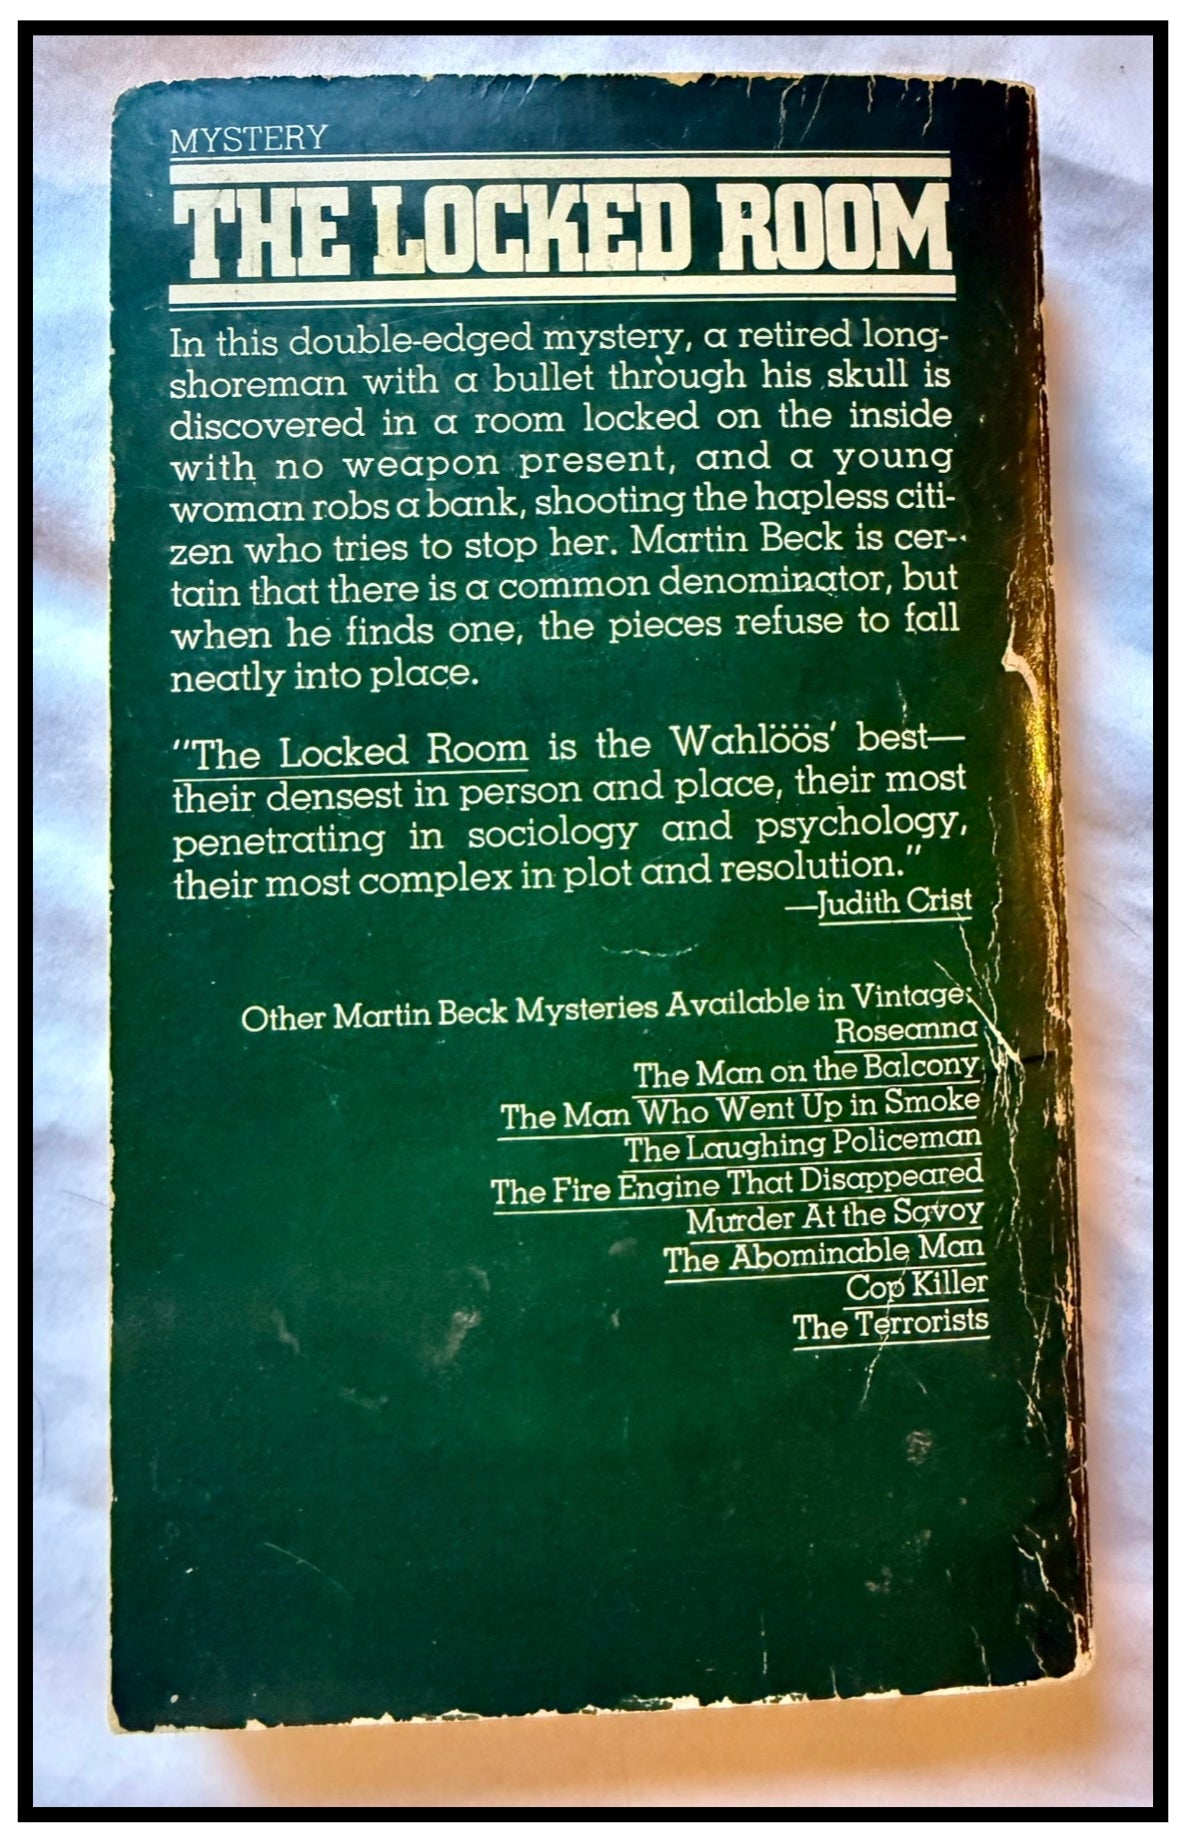 MYSTERY
THE LOCKED ROOM
In this double-edged mystery, a retired long-
shoreman with a bullet through his skull is
discovered in a room locked on the inside
with no weapon present, and a young
woman robs a bank, shooting the hapless citi-
zen who tries to stop her. Martin Beck is cer-
tain that there is a common denominator, but
when he finds one, the pieces refuse to fall
neatly into place.
"The Locked Room is the Wahlööös' best—
their densest in person and place, their most
penetrating in sociology and psychology,
their most complex in plot and resolution."
—Judith Crist
Other Martin Beck Mysteries Available in Vintage:
Roseanna
The Man on the Balcony
The Man Who Went Up in Smoke
The Laughing Policeman
The Fire Engine That Disappeared
Murder At the Savoy
The Abominable Man
Cop Killer
The Terrorists